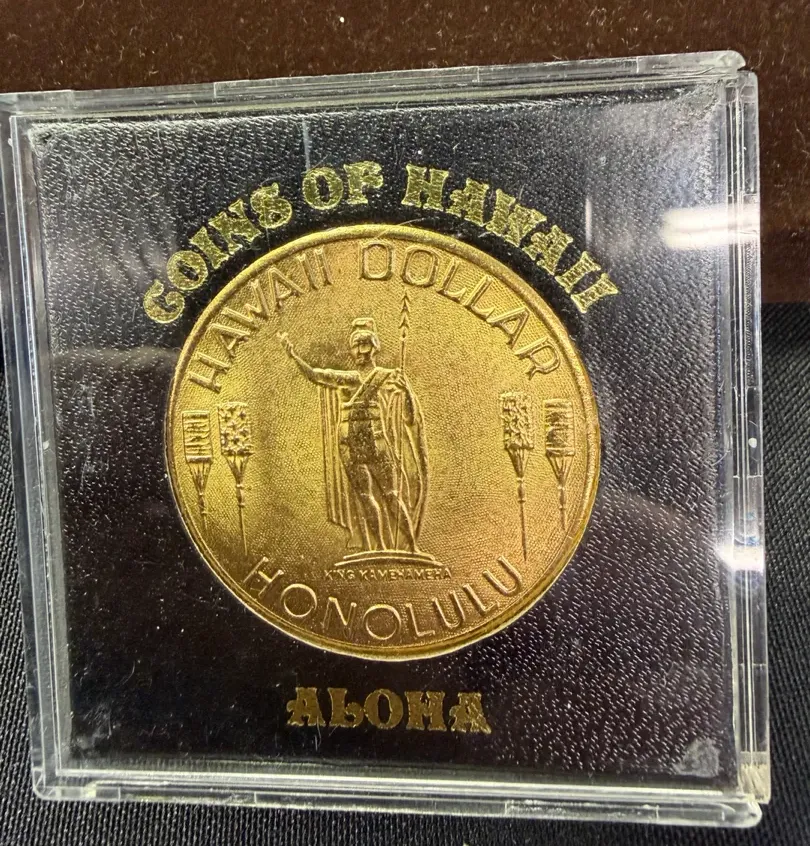 COINS OF HAWAII
HAWAII DOLLAR
KING KAMEHAMEHA
HONOLULU
ALOHA